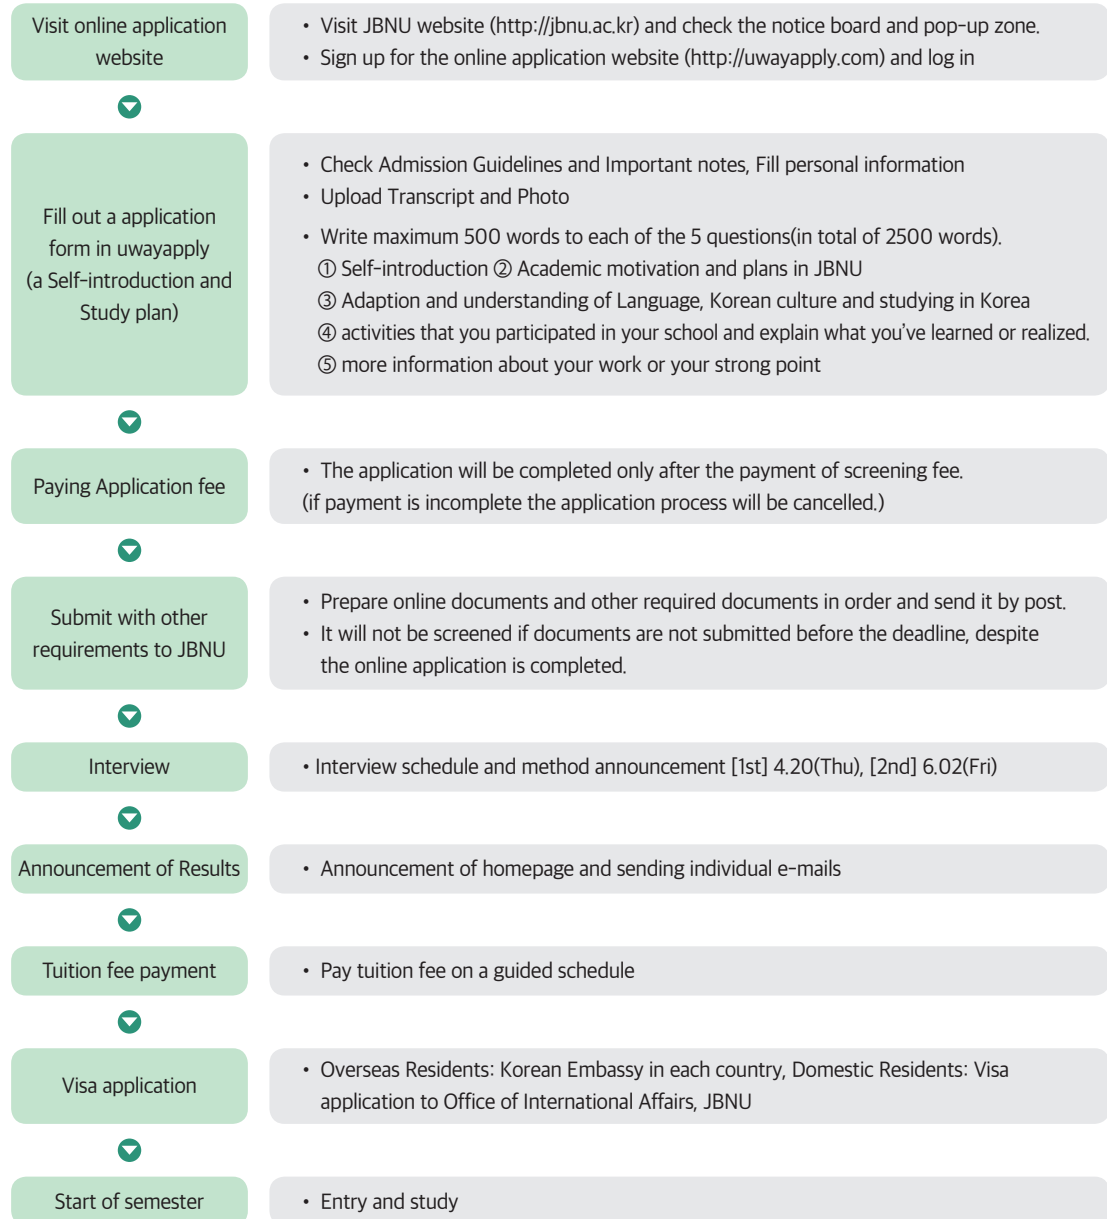 Visit online application
website
• Visit JBNU website (http://jbnu.ac.kr) and check the notice board and pop-up zone.
• Sign up for the online application website (http://uwayapply.com) and log in
Fill out a application
form in uwayapply
(a Self-introduction and
Study plan)
• Check Admission Guidelines and Important notes, Fill personal information
• Upload Transcript and Photo
• Write maximum 500 words to each of the 5 questions(in total of 2500 words).
① Self-introduction ② Academic motivation and plans in JBNU
③ Adaption and understanding of Language, Korean culture and studying in Korea
④ activities that you participated in your school and explain what you've learned or realized.
⑤ more information about your work or your strong point
Paying Application fee
• The application will be completed only after the payment of screening fee.
(if payment is incomplete the application process will be cancelled.)
Submit with other
requirements to JBNU
• Prepare online documents and other required documents in order and send it by post.
• It will not be screened if documents are not submitted before the deadline, despite
the online application is completed.
Interview
• Interview schedule and method announcement [1st] 4.20(Thu), [2nd] 6.02(Fri)
Announcement of Results
• Announcement of homepage and sending individual e-mails
Tuition fee payment
• Pay tuition fee on a guided schedule
Visa application
• Overseas Residents: Korean Embassy in each country, Domestic Residents: Visa
application to Office of International Affairs, JBNU
Start of semester
• Entry and study